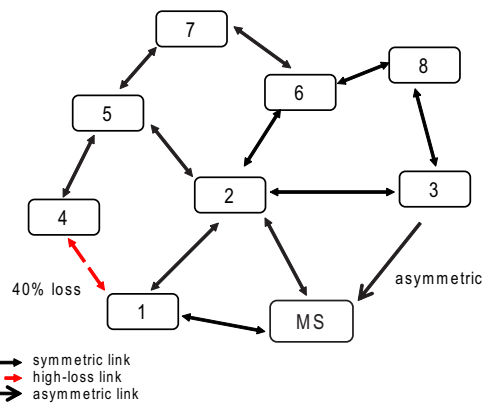 7
8
6
5
2
3
4
asymmetric
40% loss
1
MS
symmetric link
high-loss link
asymmetric link